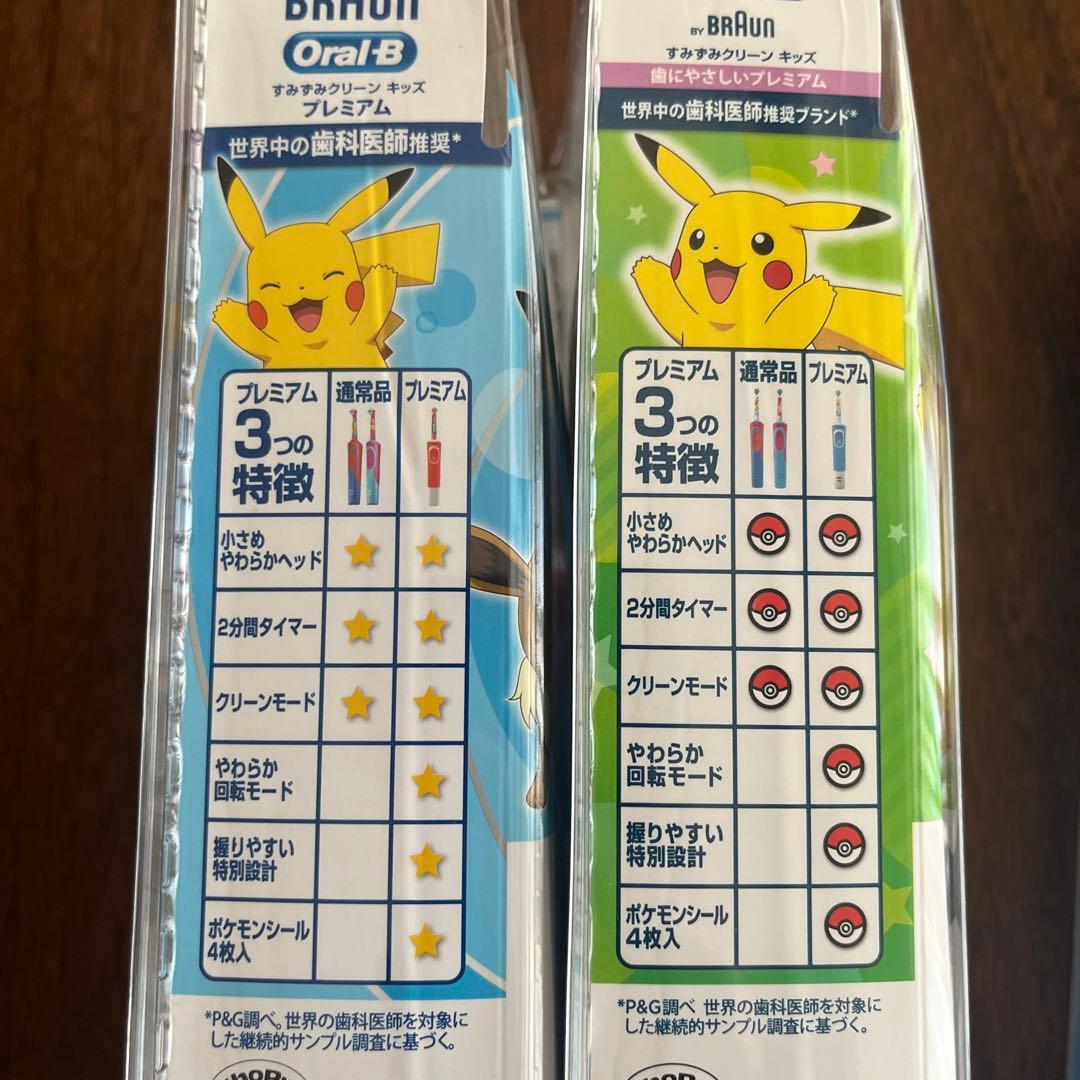 BRAUN
Oral-B
すみずみクリーン キッズ
プレミアム
世界中の歯科医師推奨*
プレミアム
3つの
特徴
通常品
プレミアム
小さめ
やわらかヘッド
2分間タイマー
クリーンモード
やわらか
回転モード
握りやすい
特別設計
ポケモンシール
4枚入
*P&G調べ。世界の歯科医師を対象に
した継続的サンプル調査に基づく。
BY BRAUN
すみずみクリーン キッズ
歯にやさしいプレミアム
世界中の歯科医師推奨ブランド*
プレミアム
3つの
特徴
通常品
プレミアム
小さめ
やわらかヘッド
2分間タイマー
クリーンモード
やわらか
回転モード
握りやすい
特別設計
ポケモンシール
4枚入
*P&G調べ 世界の歯科医師を対象に
した継続的サンプル調査に基づく。